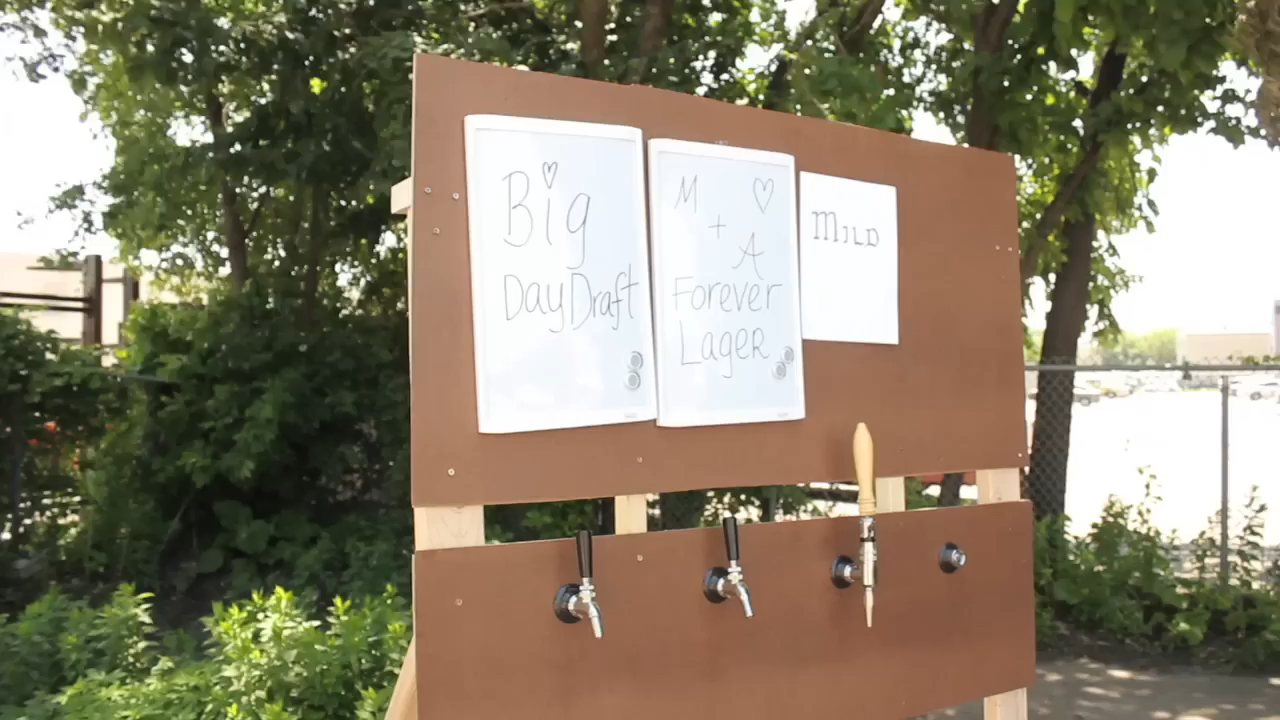 Big
Day Draft
M ♡
+
A
Forever
Lager
MILD